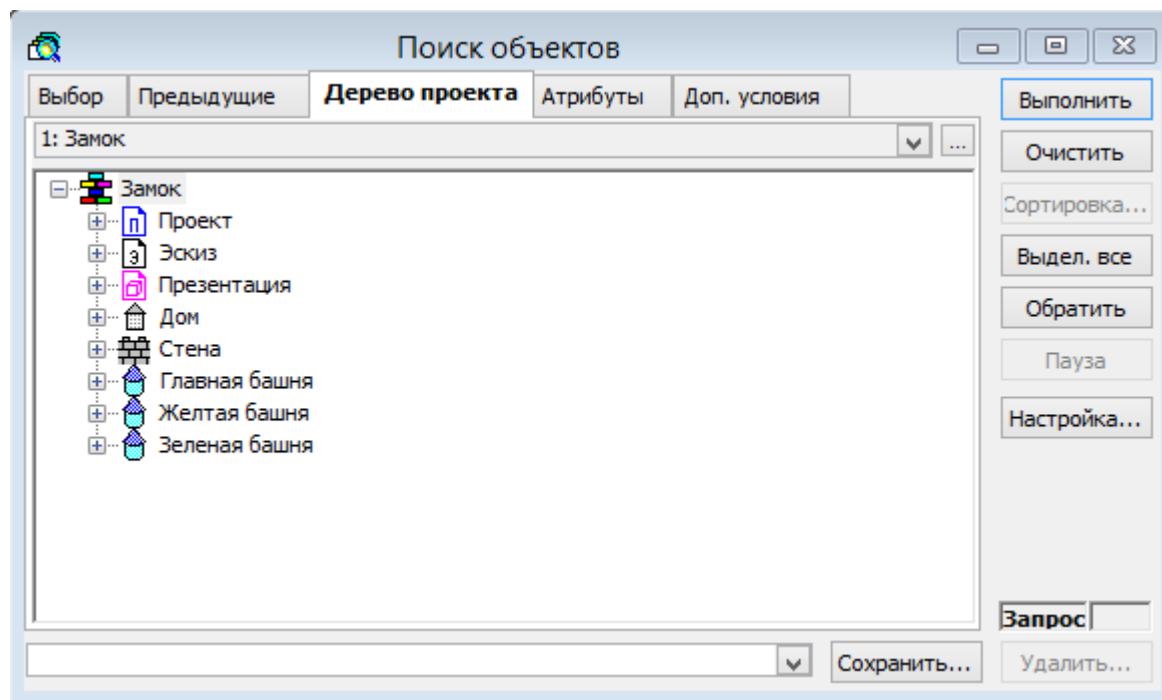 Поиск объектов
Выбор Предыдущие Дерево проекта Атрибуты Доп. условия
1: Замок
...
Замок
П Проект
Э Эскиз
Презентация
Дом
Стена
Главная башня
Желтая башня
Зеленая башня
Выполнить
Очистить
Сортировка...
Выдел. все
Обратить
Пауза
Настройка...
Запрос
Сохранить...
Удалить...